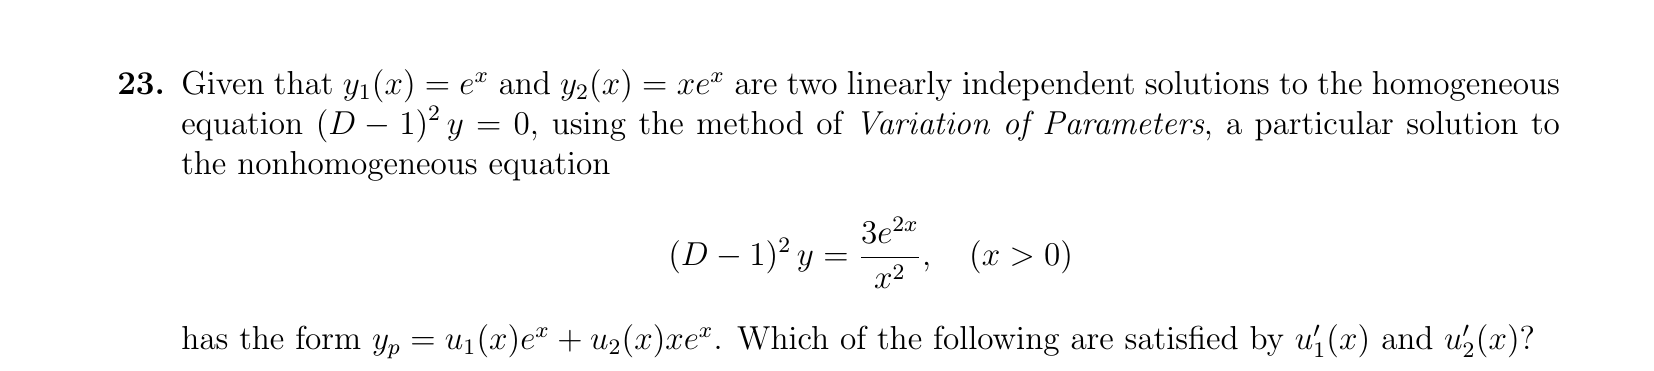 23. Given that y₁(x) = eˣ and y₂(x) = xeˣ are two linearly independent solutions to the homogeneous
equation (D − 1)² y = 0, using the method of Variation of Parameters, a particular solution to
the nonhomogeneous equation
(D − 1)² y = 3e²ˣ/x², (x > 0)
has the form yₚ = u₁(x)eˣ + u₂(x)xeˣ. Which of the following are satisfied by u₁′(x) and u₂′(x)?